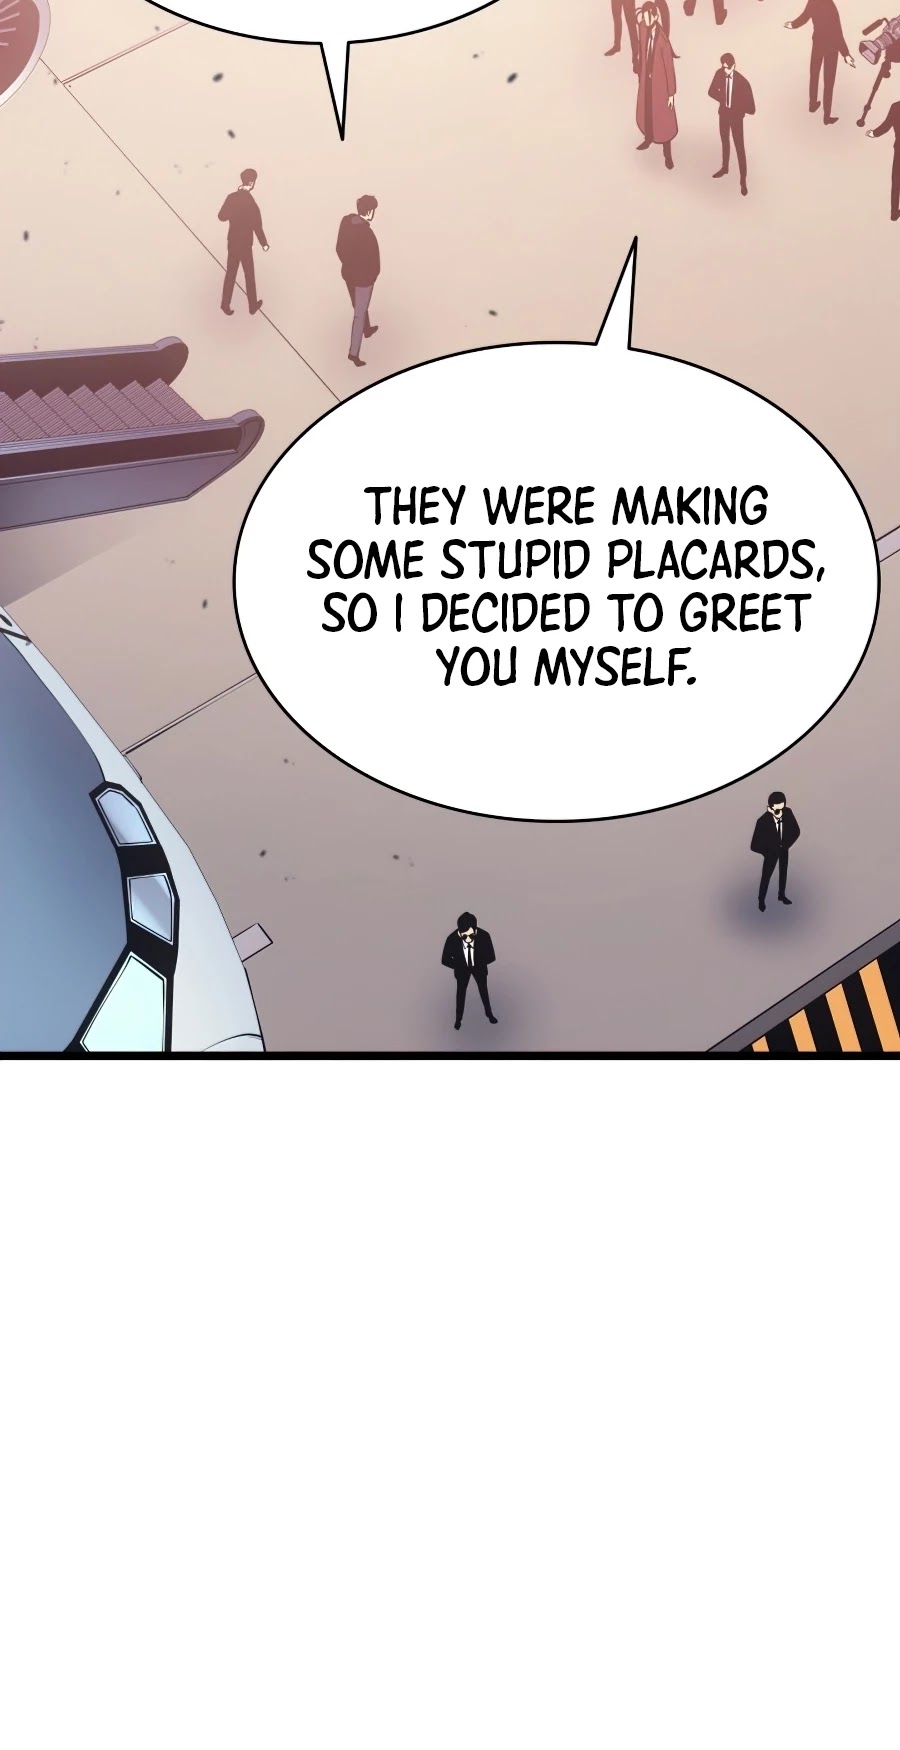 THEY WERE MAKING
SOME STUPID PLACARDS,
SO I DECIDED TO GREET
YOU MYSELF.